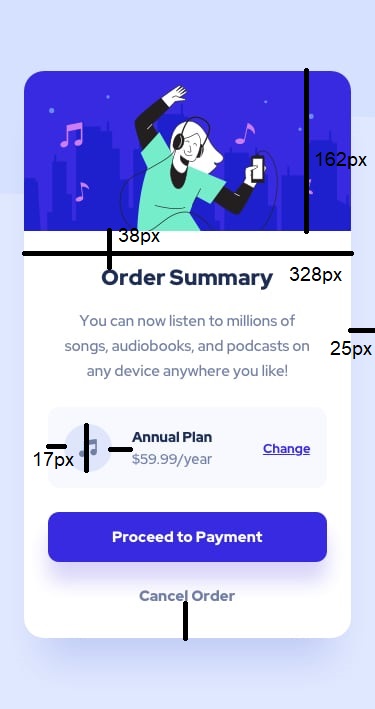 162px
38px
Order Summary
328px
You can now listen to millions of
songs, audiobooks, and podcasts on
any device anywhere you like!
25px
Annual Plan
$59.99/year
Change
17px
Proceed to Payment
Cancel Order